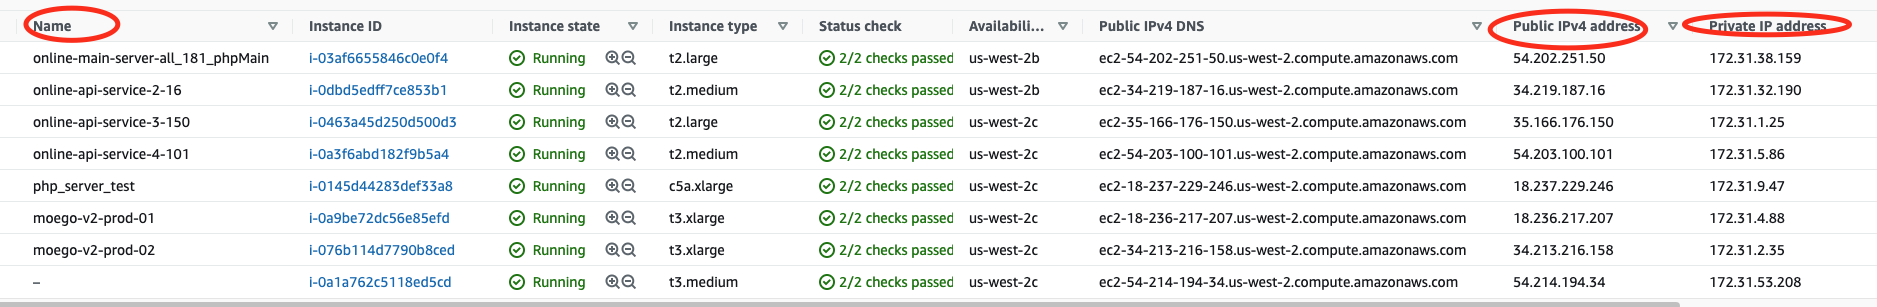 Name Instance ID Instance state Instance type Status check Availabili... Public IPv4 DNS Public IPv4 address Private IP address
online-main-server-all_181_phpMain i-03af6655846c0e0f4 Running t2.large 2/2 checks passed us-west-2b ec2-54-202-251-50.us-west-2.compute.amazonaws.com 54.202.251.50 172.31.38.159
online-api-service-2-16 i-0dbd5edff7ce853b1 Running t2.medium 2/2 checks passed us-west-2b ec2-34-219-187-16.us-west-2.compute.amazonaws.com 34.219.187.16 172.31.32.190
online-api-service-3-150 i-0463a45d250d500d3 Running t2.large 2/2 checks passed us-west-2c ec2-35-166-176-150.us-west-2.compute.amazonaws.com 35.166.176.150 172.31.1.25
online-api-service-4-101 i-0a3f6abd182f9b5a4 Running t2.medium 2/2 checks passed us-west-2c ec2-54-203-100-101.us-west-2.compute.amazonaws.com 54.203.100.101 172.31.5.86
php_server_test i-0145d44283def33a8 Running c5a.xlarge 2/2 checks passed us-west-2c ec2-18-237-229-246.us-west-2.compute.amazonaws.com 18.237.229.246 172.31.9.47
moego-v2-prod-01 i-0a9be72dc56e85efd Running t3.xlarge 2/2 checks passed us-west-2c ec2-18-236-217-207.us-west-2.compute.amazonaws.com 18.236.217.207 172.31.4.88
moego-v2-prod-02 i-076b114d7790b8ced Running t3.xlarge 2/2 checks passed us-west-2c ec2-34-213-216-158.us-west-2.compute.amazonaws.com 34.213.216.158 172.31.2.35
– i-0a1a762c5118ed5cd Running t3.medium 2/2 checks passed us-west-2c ec2-54-214-194-34.us-west-2.compute.amazonaws.com 54.214.194.34 172.31.53.208